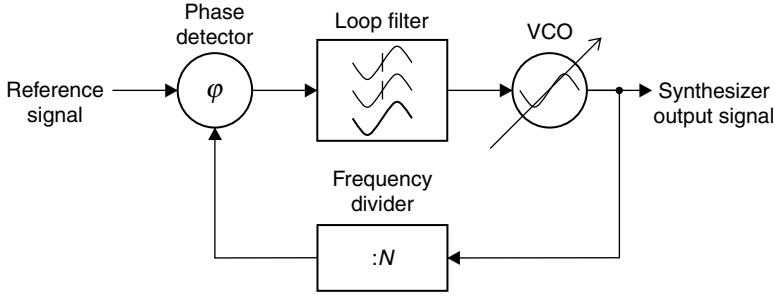 Phase
detector
Loop filter
VCO
Reference
signal
φ
Synthesizer
output signal
Frequency
divider
:N